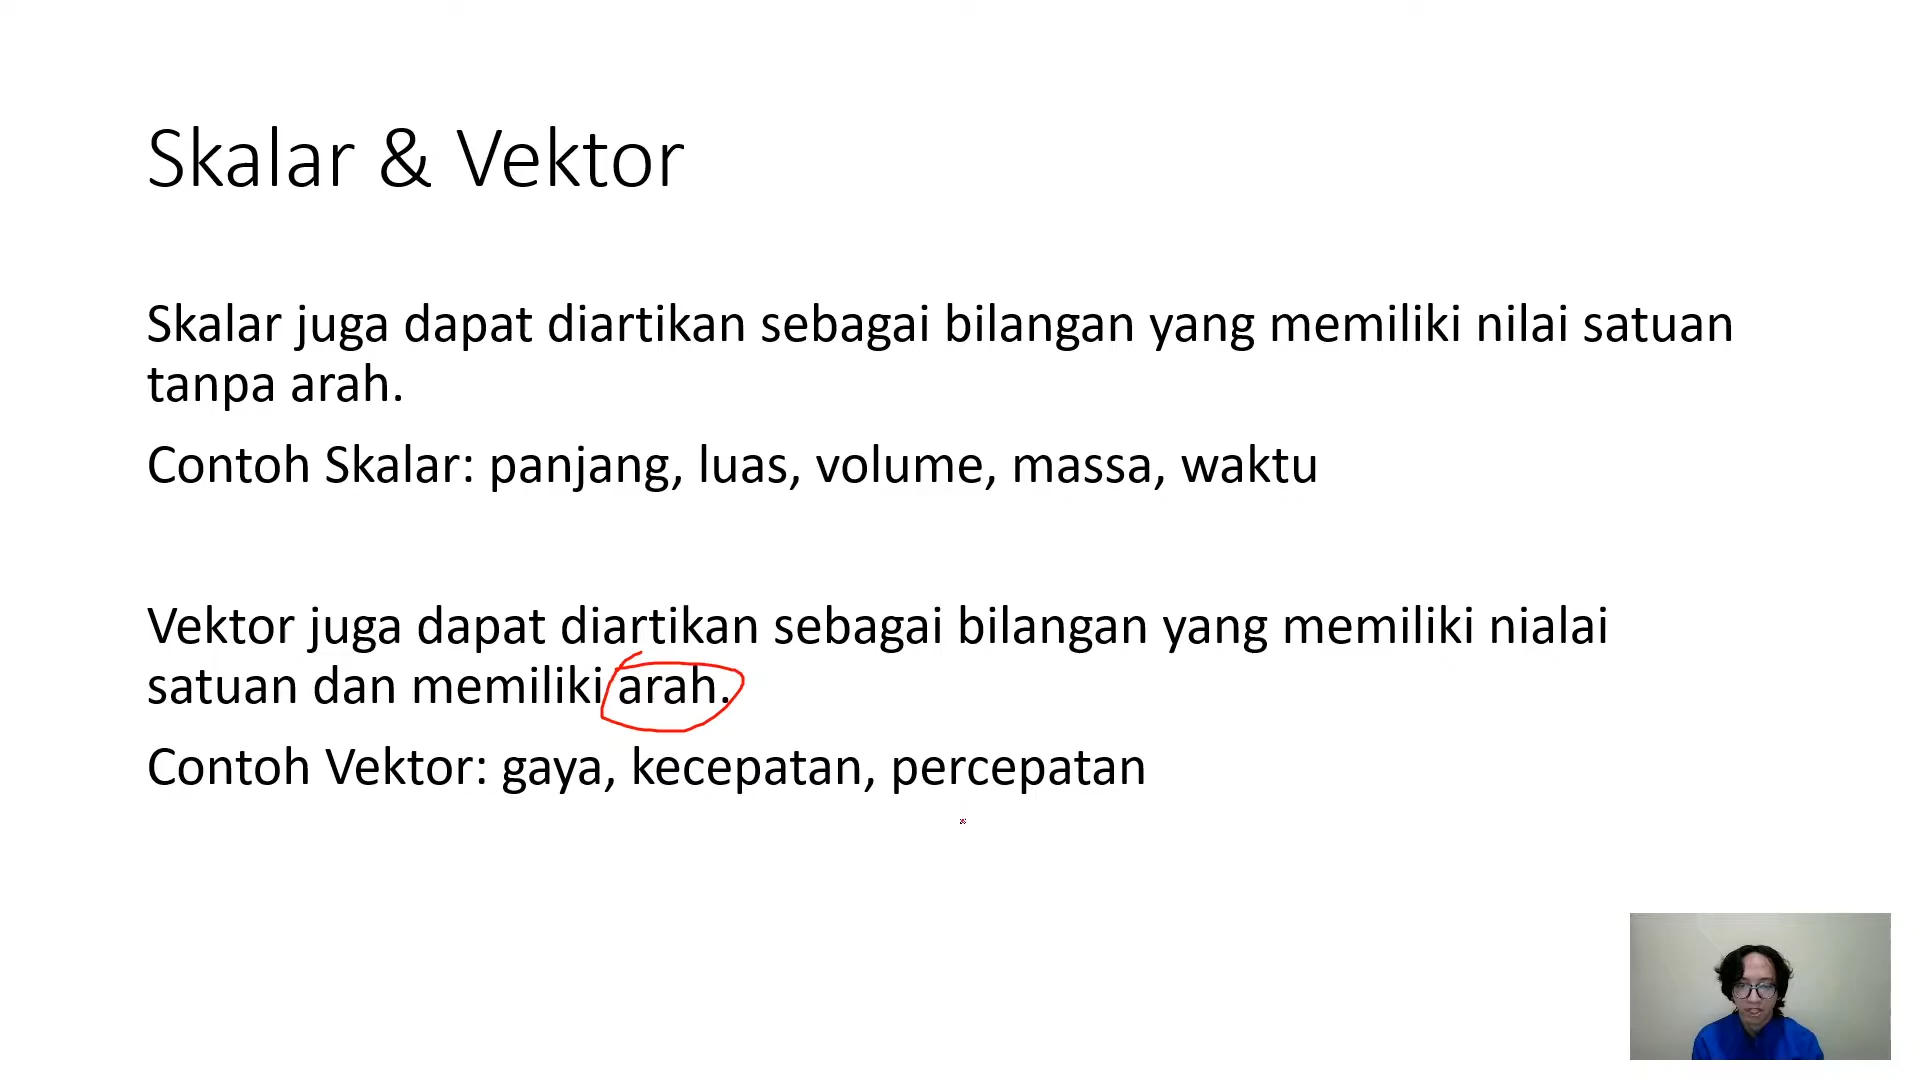 Skalar & Vektor
Skalar juga dapat diartikan sebagai bilangan yang memiliki nilai satuan
tanpa arah.
Contoh Skalar: panjang, luas, volume, massa, waktu
Vektor juga dapat diartikan sebagai bilangan yang memiliki nialai
satuan dan memiliki arah.
Contoh Vektor: gaya, kecepatan, percepatan